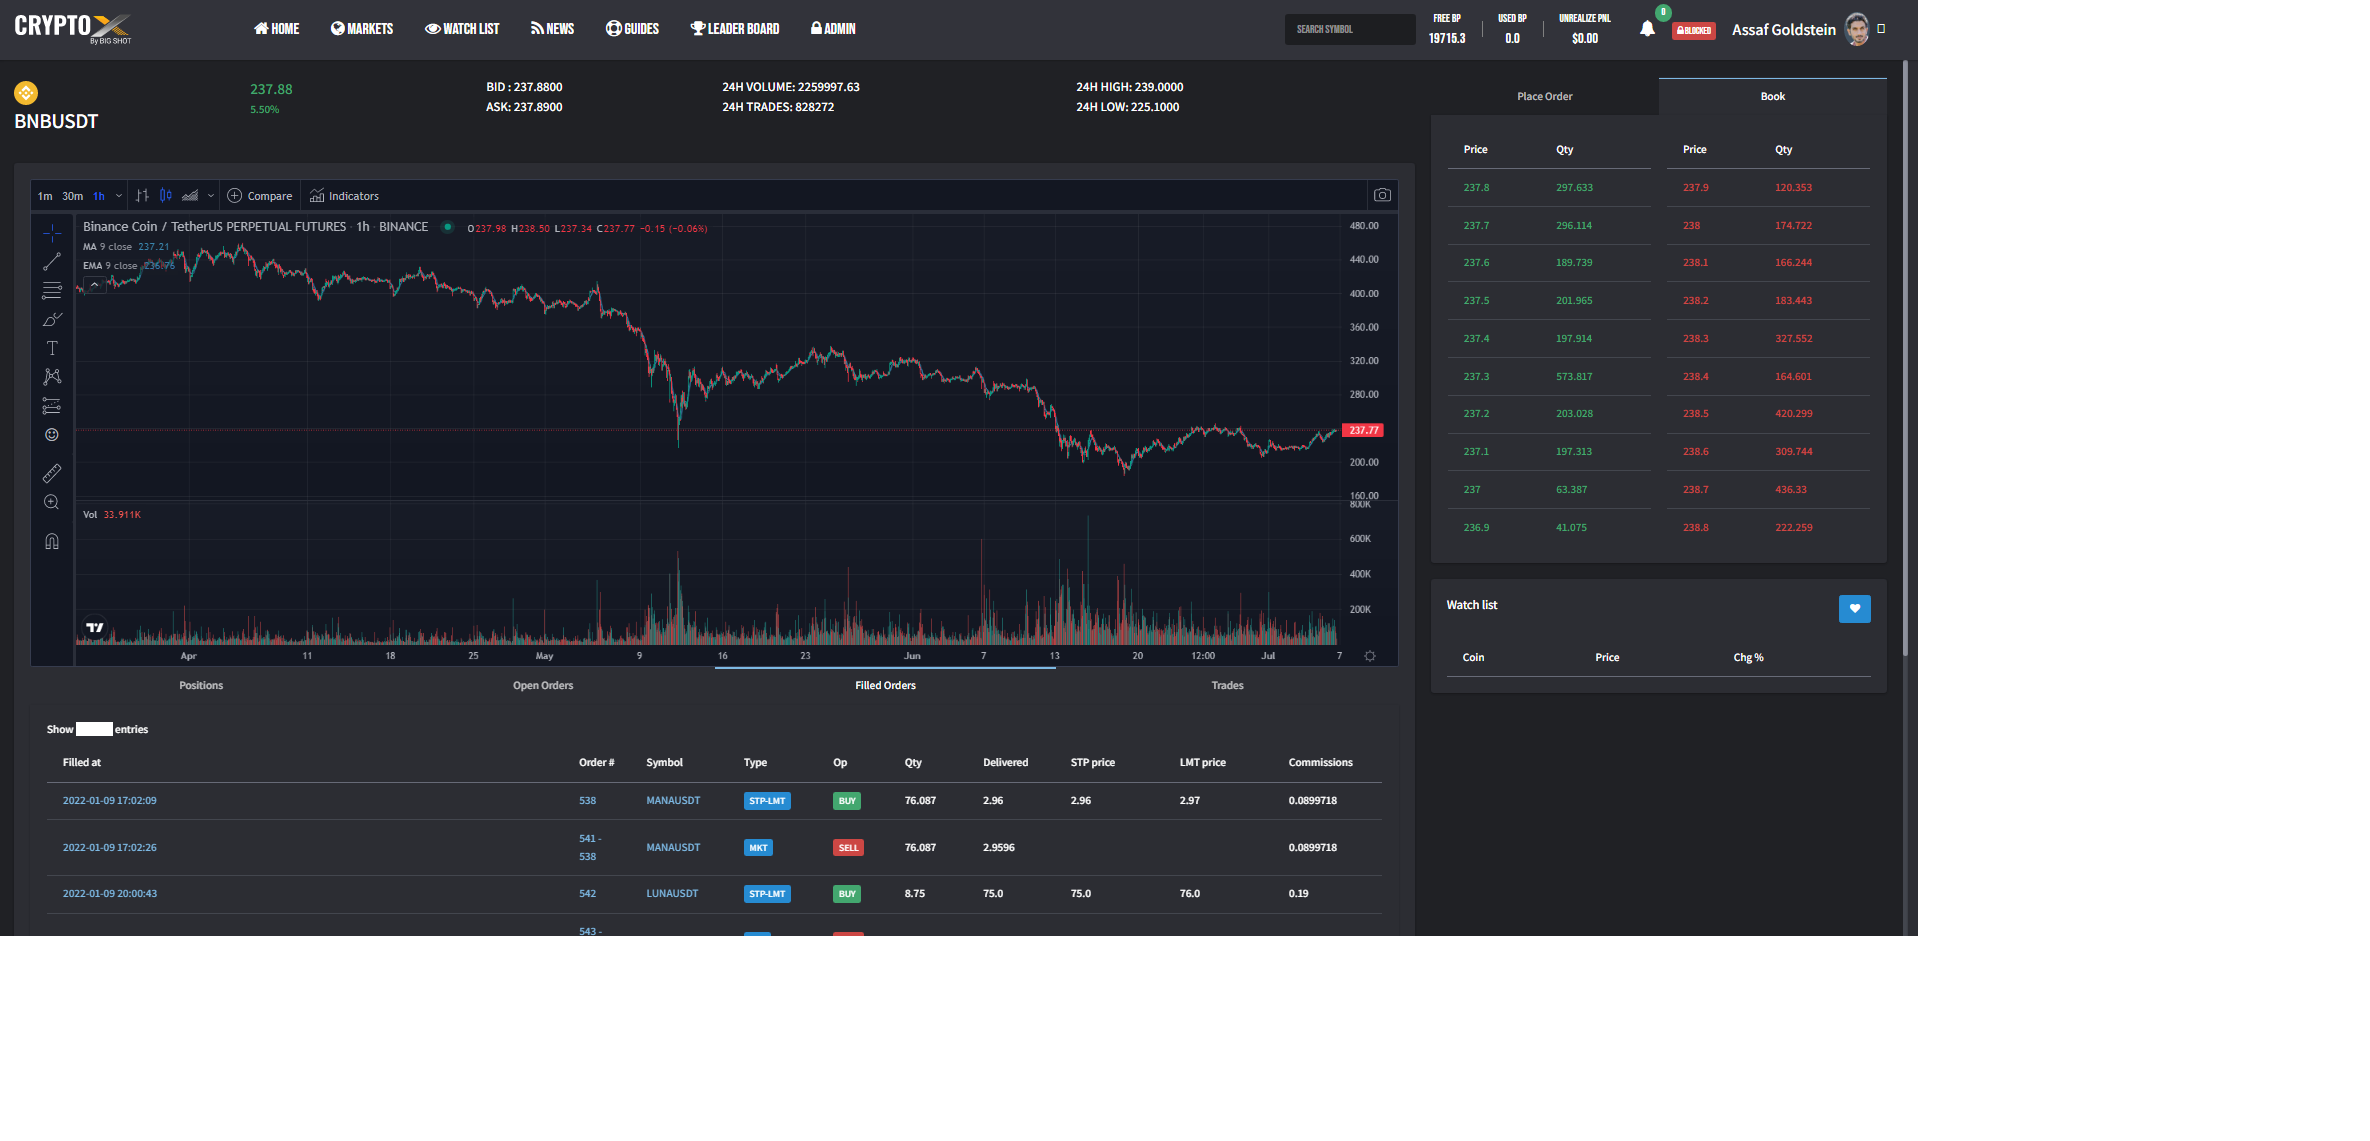 CRYPTO X
By BIG SHOT
HOME
MARKETS
WATCH LIST
NEWS
GUIDES
LEADER BOARD
ADMIN
SEARCH SYMBOL
FREE BP
19715.3
USED BP
0.0
UNREALIZE PNL
$0.00
0
BLOCKED
Assaf Goldstein
BNBUSDT
237.88
5.50%
BID : 237.8800
ASK: 237.8900
24H VOLUME: 2259997.63
24H TRADES: 828272
24H HIGH: 239.0000
24H LOW: 225.1000
1m 30m 1h
Compare
Indicators
Binance Coin / TetherUS PERPETUAL FUTURES · 1h · BINANCE
O237.98 H238.50 L237.34 C237.77 −0.15 (−0.06%)
MA 9 close 237.21
EMA 9 close 236.76
480.00
440.00
400.00
360.00
320.00
280.00
237.77
200.00
160.00
Vol 33.911K
800K
600K
400K
200K
Apr 11 18 25 May 9 16 23 Jun 7 13 20 12:00 Jul 7
Positions
Open Orders
Filled Orders
Trades
Show entries
Filled at Order # Symbol Type Op Qty Delivered STP price LMT price Commissions
2022-01-09 17:02:09 538 MANAUSDT STP-LMT BUY 76.087 2.96 2.96 2.97 0.0899718
2022-01-09 17:02:26 541 - 538 MANAUSDT MKT SELL 76.087 2.9596 0.0899718
2022-01-09 20:00:43 542 LUNAUSDT STP-LMT BUY 8.75 75.0 75.0 76.0 0.19
543 -
Place Order
Book
Price Qty Price Qty
237.8 297.633 237.9 120.353
237.7 296.114 238 174.722
237.6 189.739 238.1 166.244
237.5 201.965 238.2 183.443
237.4 197.914 238.3 327.552
237.3 573.817 238.4 164.601
237.2 203.028 238.5 420.299
237.1 197.313 238.6 309.744
237 63.387 238.7 436.33
236.9 41.075 238.8 222.259
Watch list
Coin Price Chg %